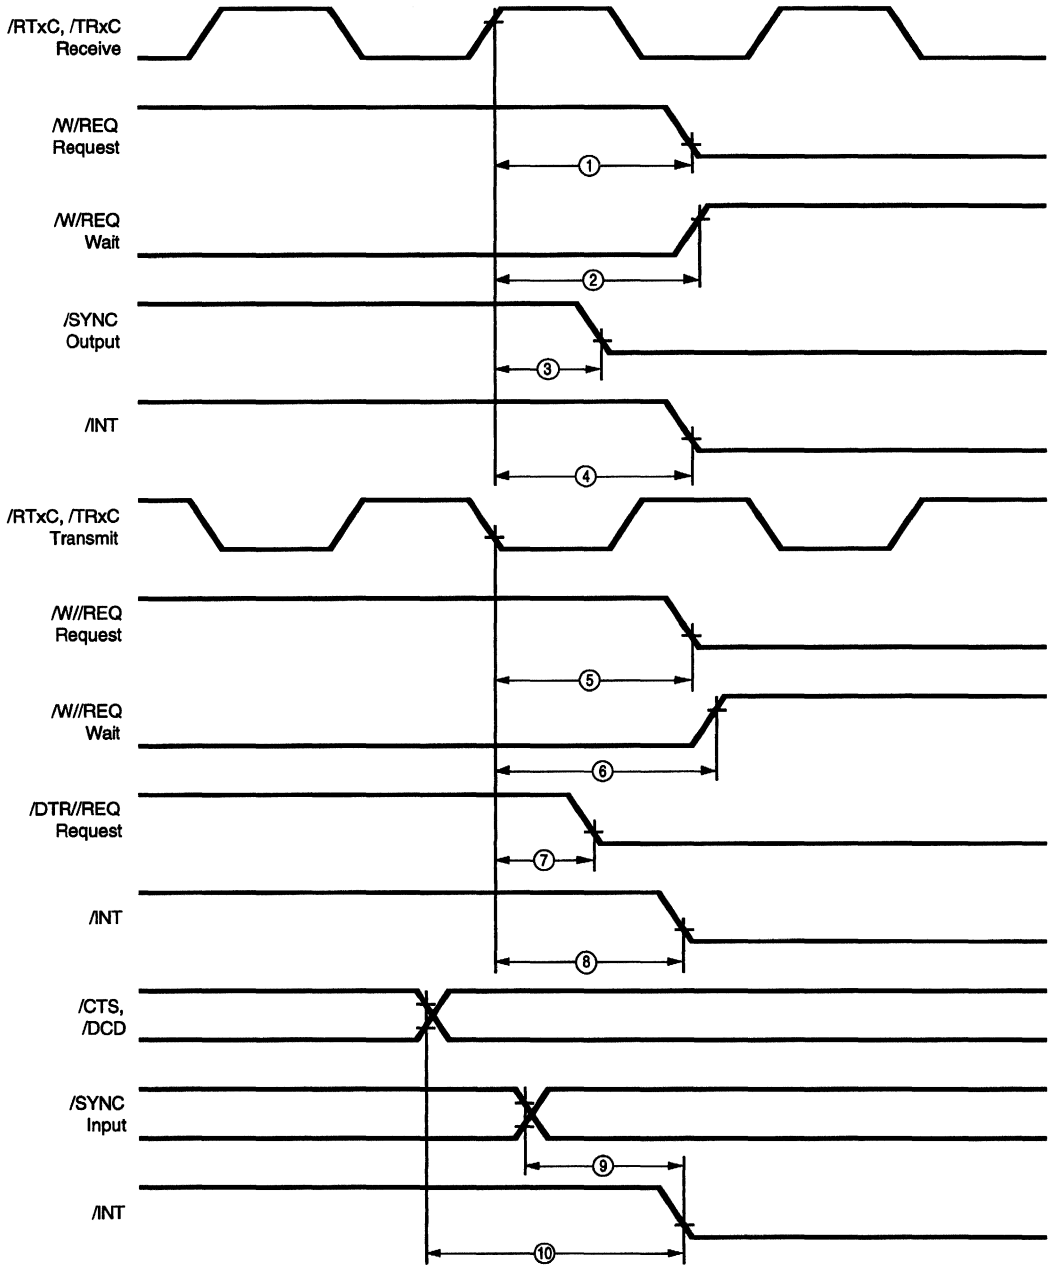 /RTxC, /TRxC
Receive
/W/REQ
Request
1
/W/REQ
Wait
2
/SYNC
Output
3
/INT
4
/RTxC, /TRxC
Transmit
/W//REQ
Request
5
/W//REQ
Wait
6
/DTR//REQ
Request
7
/INT
8
/CTS,
/DCD
/SYNC
Input
9
/INT
10